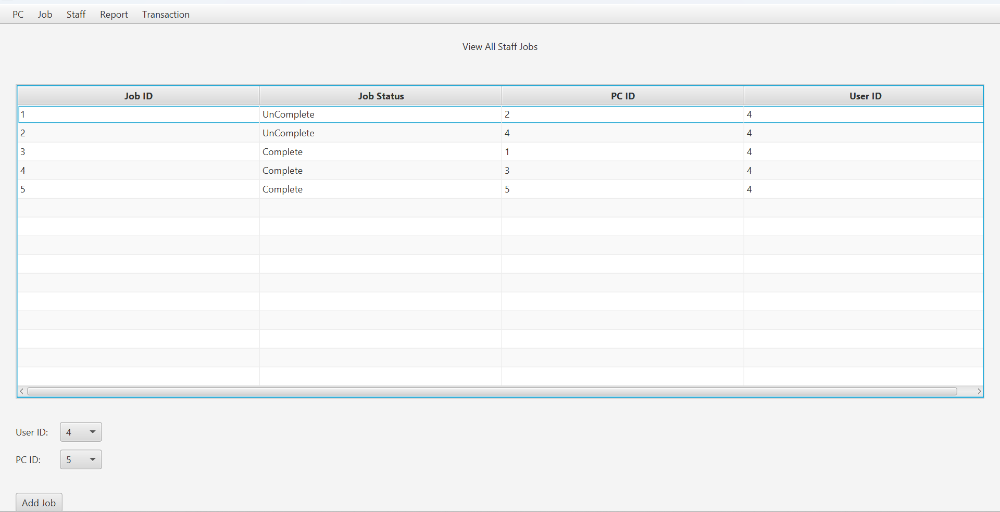 PC Job Staff Report Transaction
View All Staff Jobs
Job ID Job Status PC ID User ID
1 UnComplete 2 4
2 UnComplete 4 4
3 Complete 1 4
4 Complete 3 4
5 Complete 5 4
User ID: 4
PC ID: 5
Add Job